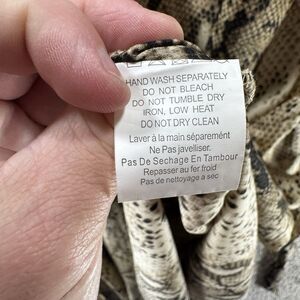 HAND WASH SEPARATELY
DO NOT BLEACH
DO NOT TUMBLE DRY
IRON, LOW HEAT
DO NOT DRY CLEAN
Laver à la main séparément
Ne Pas javelliser.
Pas De Sechage En Tambour
Repasser au fer froid
Pas de nettoyage a sec